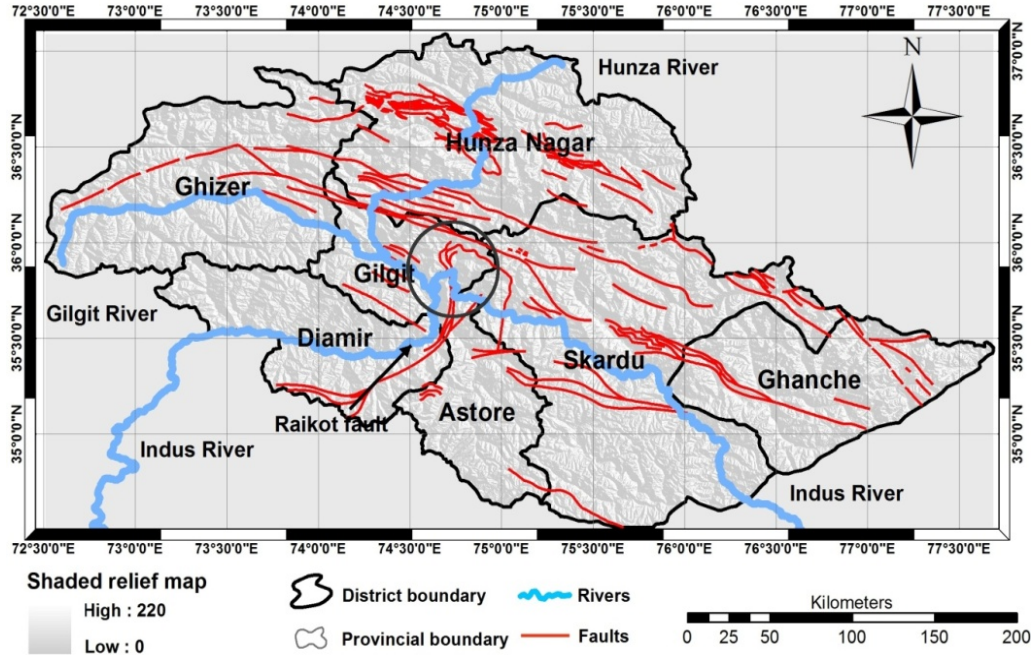 72°30'0"E 73°0'0"E 73°30'0"E 74°0'0"E 74°30'0"E 75°0'0"E 75°30'0"E 76°0'0"E 76°30'0"E 77°0'0"E 77°30'0"E
37°0'0"N
N
Hunza River
36°30'0"N
Hunza Nagar
36°30'0"N
Ghizer
36°0'0"N
Gilgit
36°0'0"N
Gilgit River
35°30'0"N
Diamir
Skardu
35°30'0"N
Ghanche
Raikot fault
Astore
35°0'0"N
35°0'0"N
Indus River
Indus River
72°30'0"E 73°0'0"E 73°30'0"E 74°0'0"E 74°30'0"E 75°0'0"E 75°30'0"E 76°0'0"E 76°30'0"E 77°0'0"E 77°30'0"E
Shaded relief map
High : 220
Low : 0
District boundary
Rivers
Provincial boundary
Faults
Kilometers
0 25 50 100 150 200